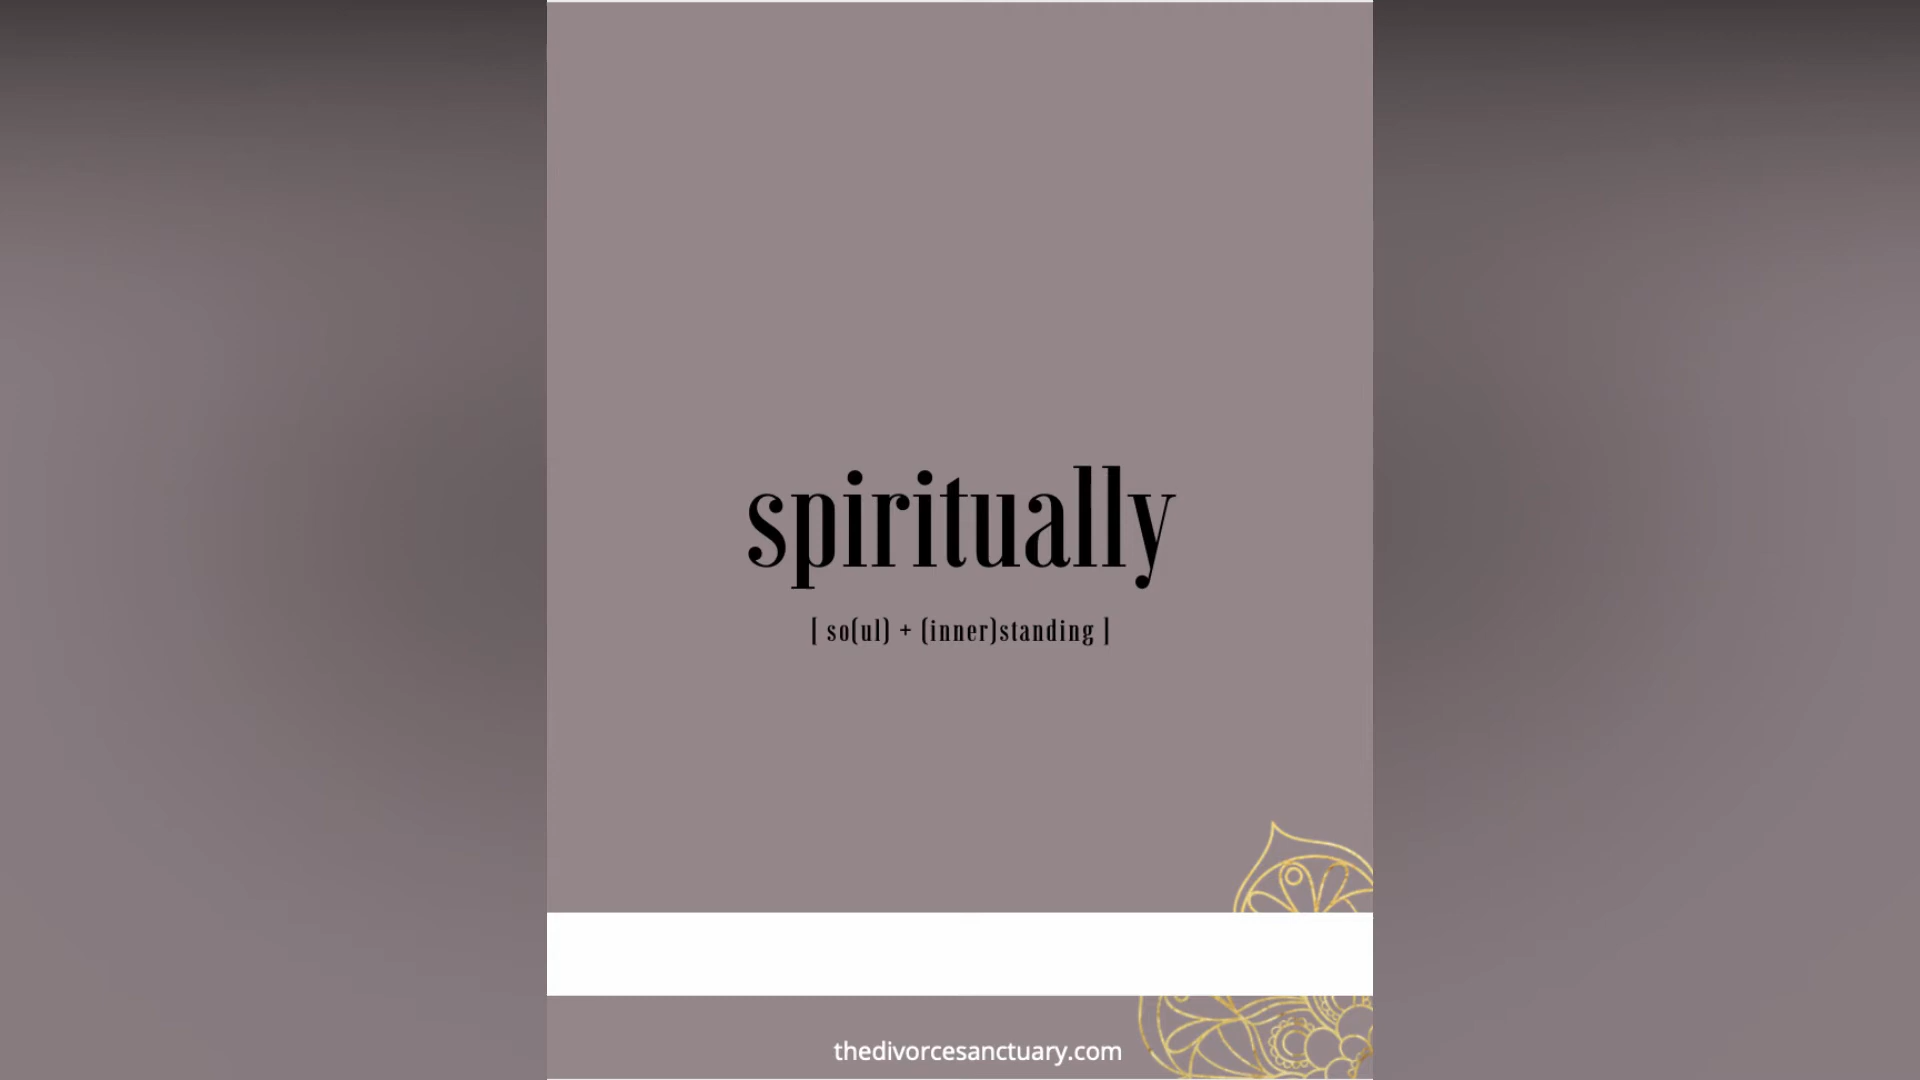 spiritually
[ so(ul) + (inner)standing ]
thedivorcesanctuary.com